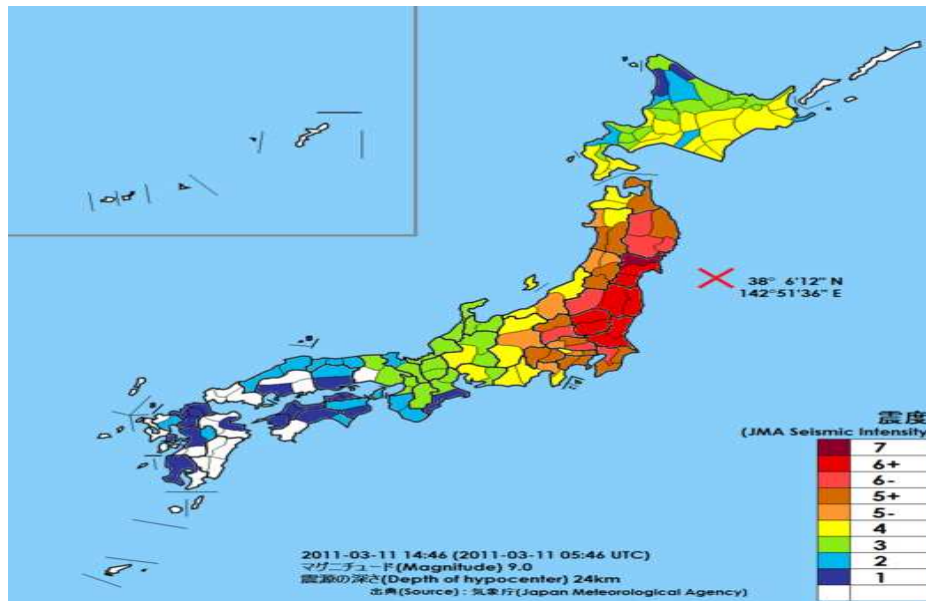 38° 6'12" N
142°51'36" E
震度
(JMA Seismic Intensity
7
6+
6-
5+
5-
4
3
2
1
2011-03-11 14:46 (2011-03-11 05:46 UTC)
マグニチュード(Magnitude) 9.0
震源の深さ(Depth of hypocenter) 24km
出典(Source) : 気象庁(Japan Meteorological Agency)